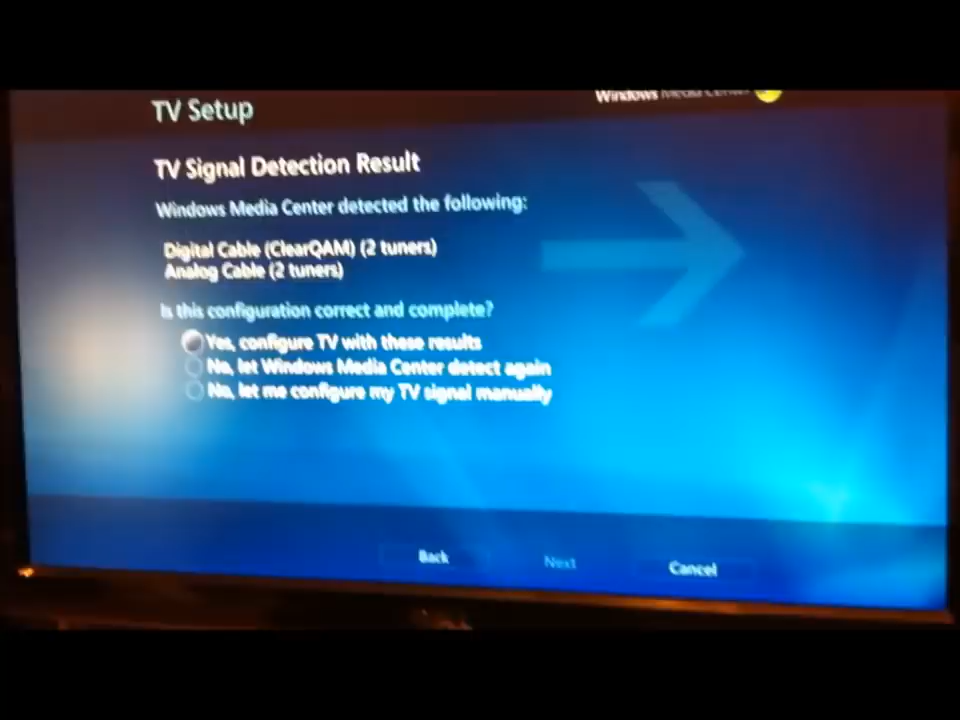 Windows Media Center
TV Setup
TV Signal Detection Result
Windows Media Center detected the following:
Digital Cable (ClearQAM) (2 tuners)
Analog Cable (2 tuners)
Is this configuration correct and complete?
Yes, configure TV with these results
No, let Windows Media Center detect again
No, let me configure my TV signal manually
Back
Next
Cancel